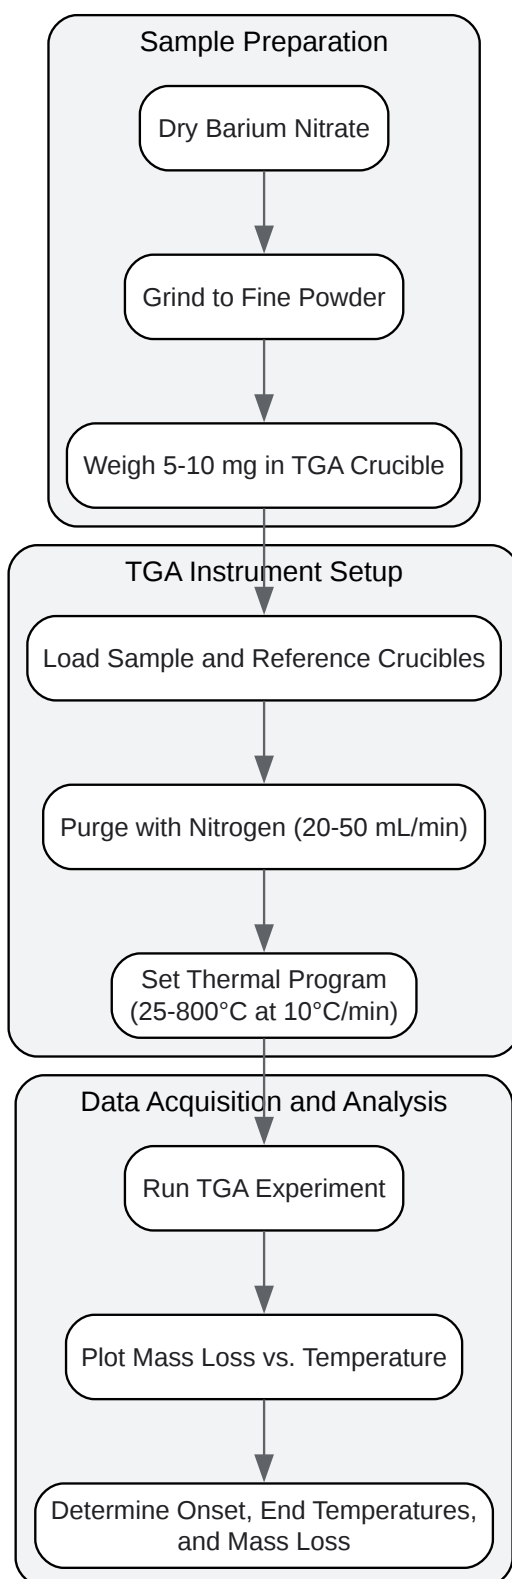 Sample Preparation
Dry Barium Nitrate
Grind to Fine Powder
Weigh 5-10 mg in TGA Crucible
TGA Instrument Setup
Load Sample and Reference Crucibles
Purge with Nitrogen (20-50 mL/min)
Set Thermal Program
(25-800°C at 10°C/min)
Data Acquisition and Analysis
Run TGA Experiment
Plot Mass Loss vs. Temperature
Determine Onset, End Temperatures,
and Mass Loss